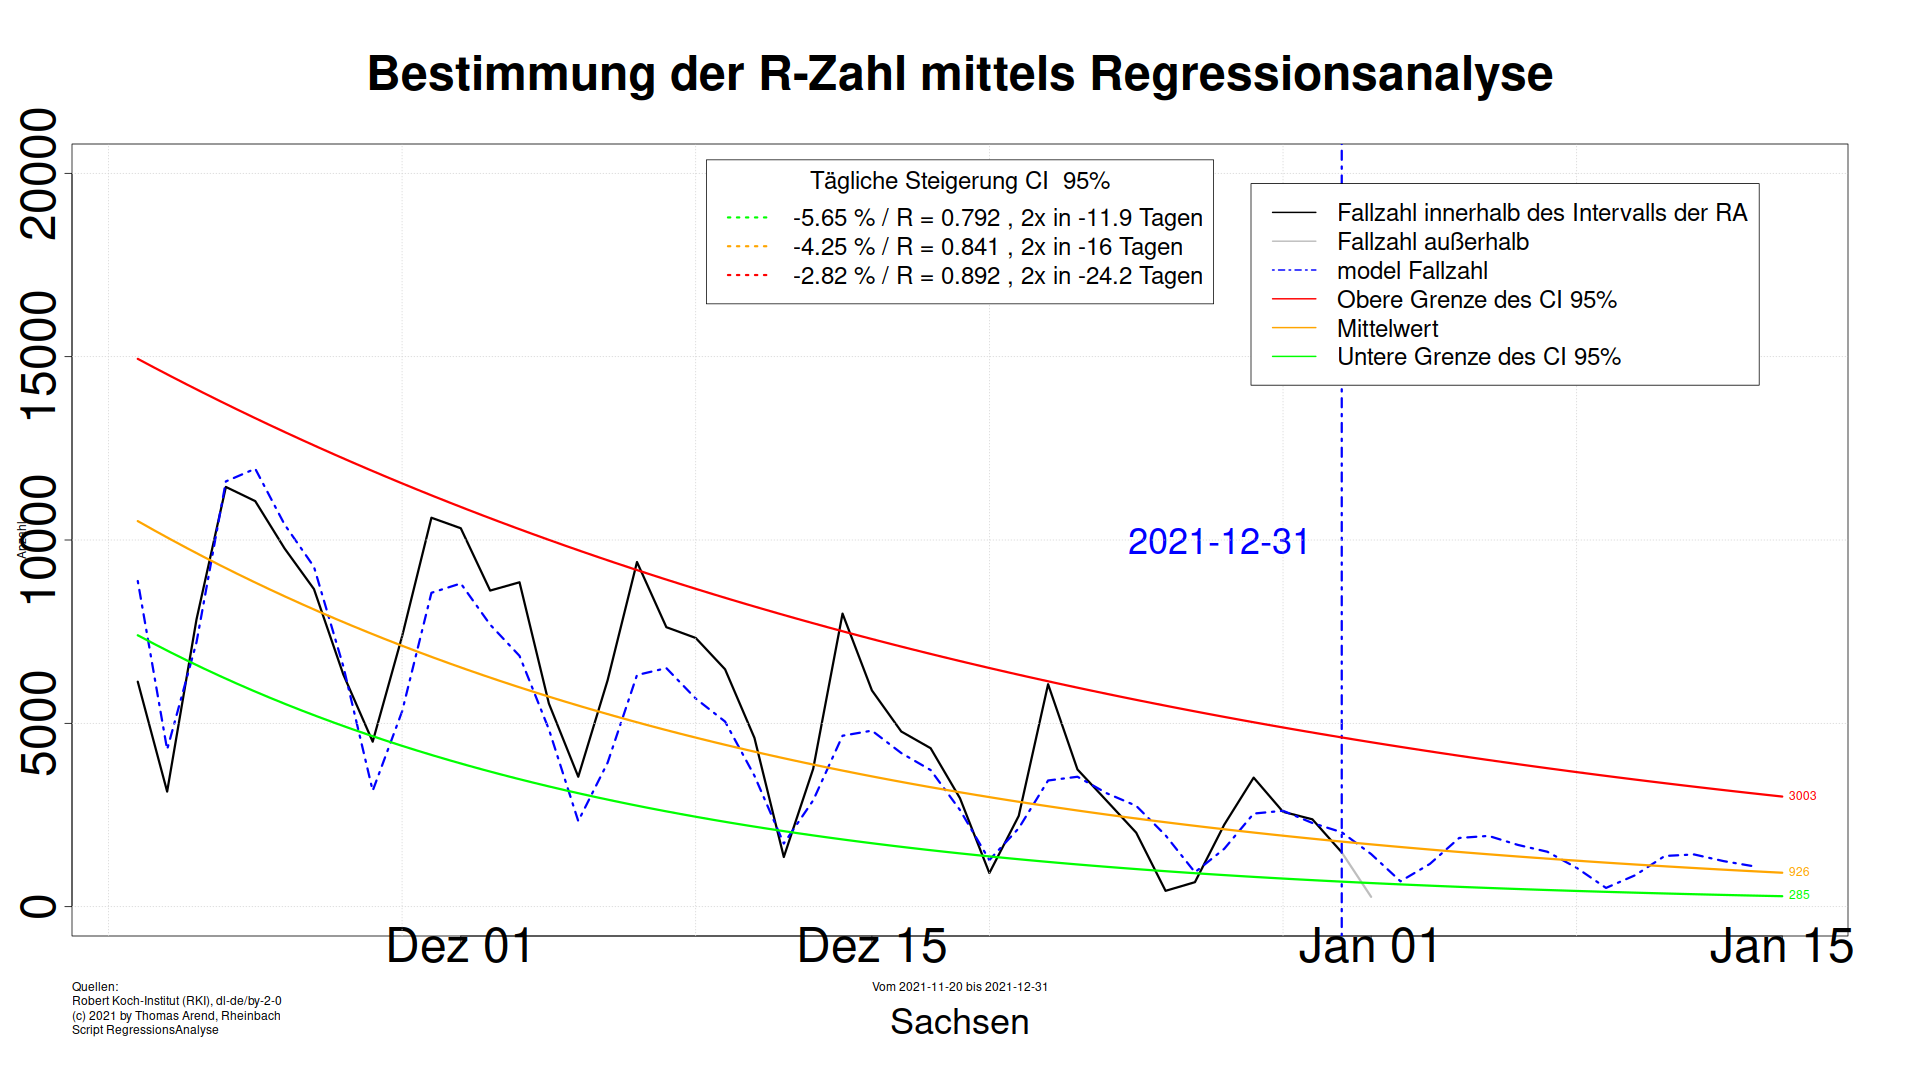 Bestimmung der R-Zahl mittels Regressionsanalyse
20000
15000
10000
5000
0
Anzahl
Tägliche Steigerung CI  95%
-5.65 % / R = 0.792 , 2x in -11.9 Tagen
-4.25 % / R = 0.841 , 2x in -16 Tagen
-2.82 % / R = 0.892 , 2x in -24.2 Tagen
Fallzahl innerhalb des Intervalls der RA
Fallzahl außerhalb
model Fallzahl
Obere Grenze des CI 95%
Mittelwert
Untere Grenze des CI 95%
2021-12-31
3003
926
285
Dez 01
Dez 15
Jan 01
Jan 15
Quellen:
Robert Koch-Institut (RKI), dl-de/by-2-0
(c) 2021 by Thomas Arend, Rheinbach
Script RegressionsAnalyse
Vom 2021-11-20 bis 2021-12-31
Sachsen